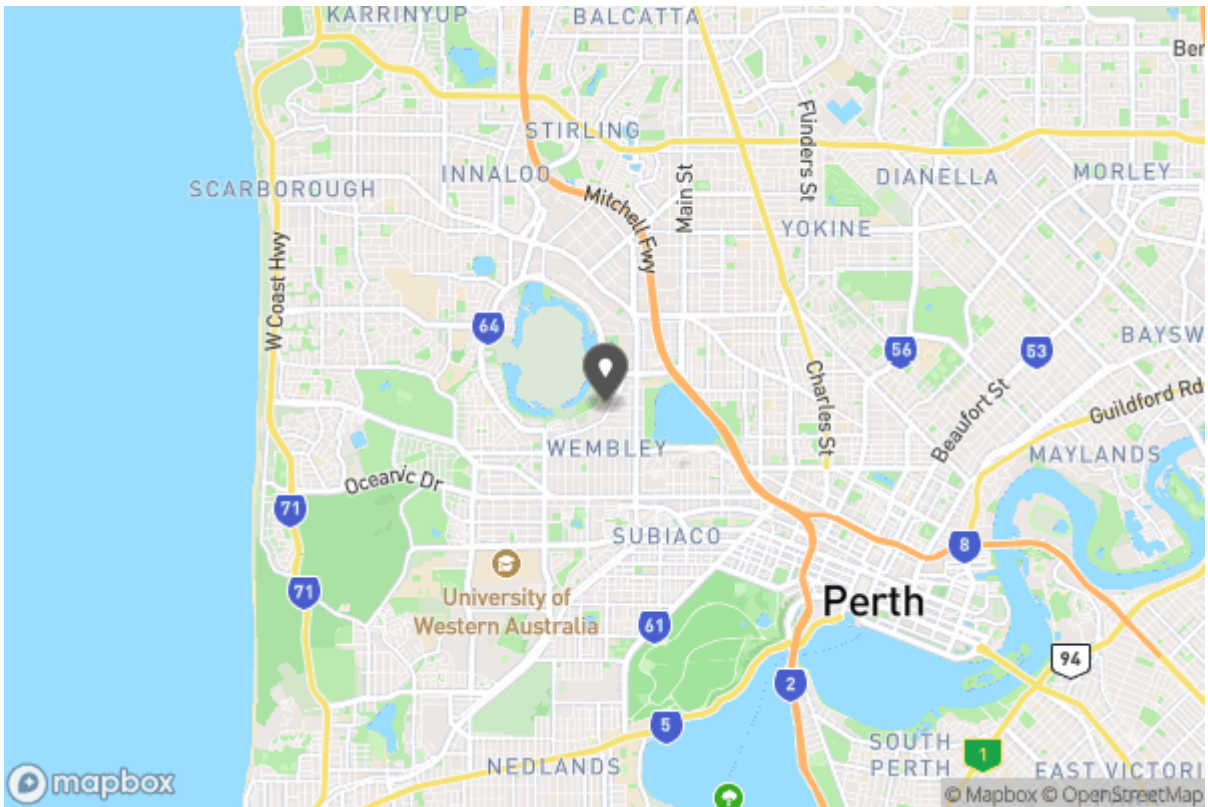 KARRINYUP
BALCATTA
Ber
STIRLING
Flinders St
INNALOO
SCARBOROUGH
Mitchell Fwy
Main St
DIANELLA
MORLEY
YOKINE
W Coast Hwy
64
56
53
BAYSW
Charles St
Beaufort St
Guildford Rd
WEMBLEY
MAYLANDS
Oceanic Dr
71
SUBIACO
8
71
University of
Western Australia
Perth
61
94
2
5
SOUTH
PERTH
1
NEDLANDS
EAST VICTORI
mapbox
© Mapbox © OpenStreetMap